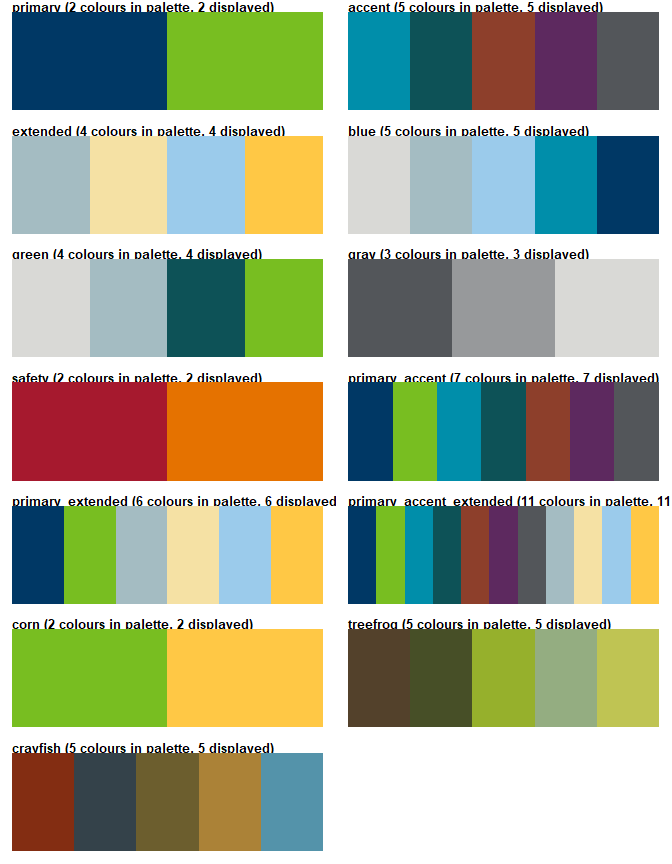 primary (2 colours in palette, 2 displayed)
accent (5 colours in palette, 5 displayed)
extended (4 colours in palette, 4 displayed)
blue (5 colours in palette, 5 displayed)
green (4 colours in palette, 4 displayed)
gray (3 colours in palette, 3 displayed)
safety (2 colours in palette, 2 displayed)
primary_accent (7 colours in palette, 7 displayed)
primary_extended (6 colours in palette, 6 displayed
primary_accent_extended (11 colours in palette, 11
corn (2 colours in palette, 2 displayed)
treefrog (5 colours in palette, 5 displayed)
crayfish (5 colours in palette, 5 displayed)